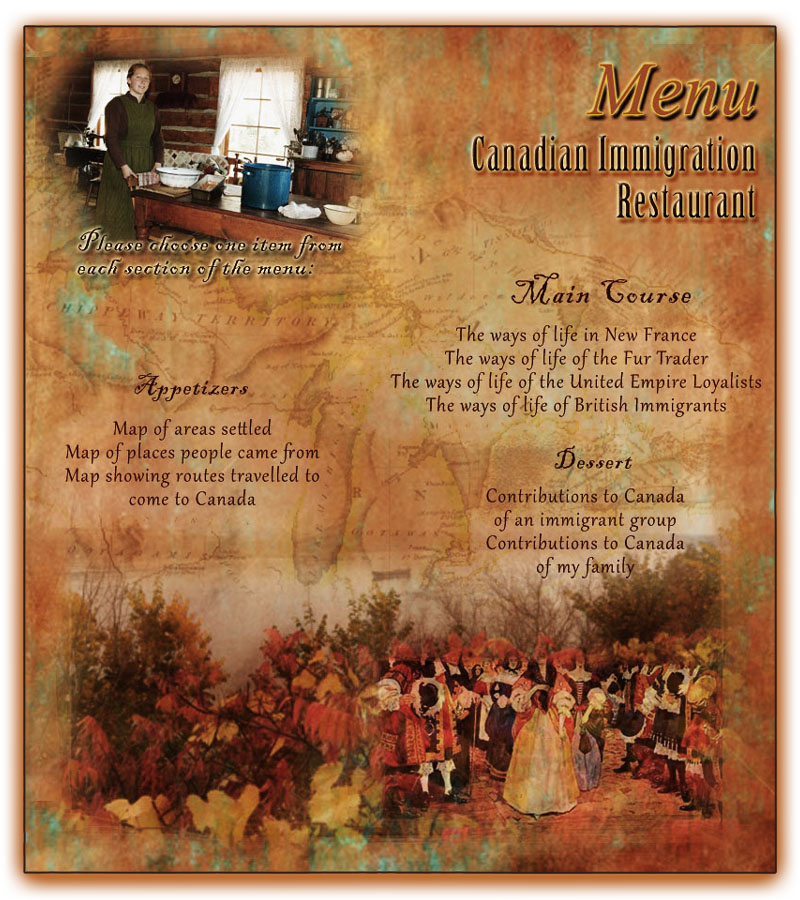 Menu
Canadian Immigration
Restaurant
Please choose one item from
each section of the menu:
Main Course
The ways of life in New France
The ways of life of the Fur Trader
The ways of life of the United Empire Loyalists
The ways of life of British Immigrants
Appetizers
Map of areas settled
Map of places people came from
Map showing routes travelled to
come to Canada
Dessert
Contributions to Canada
of an immigrant group
Contributions to Canada
of my family
CHIPPEWAY TERRITORY